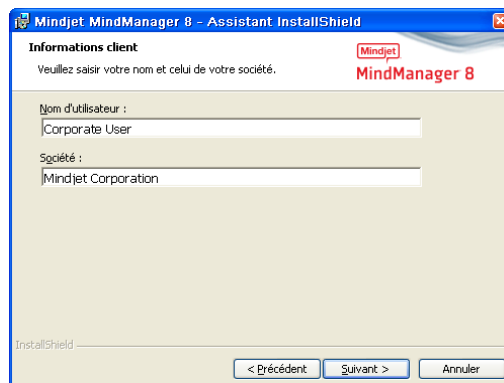 Mindjet MindManager 8 - Assistant InstallShield
Informations client
Veuillez saisir votre nom et celui de votre société.
Mindjet
MindManager 8
Nom d'utilisateur :
Corporate User
Société :
Mindjet Corporation
InstallShield
< Précédent
Suivant >
Annuler